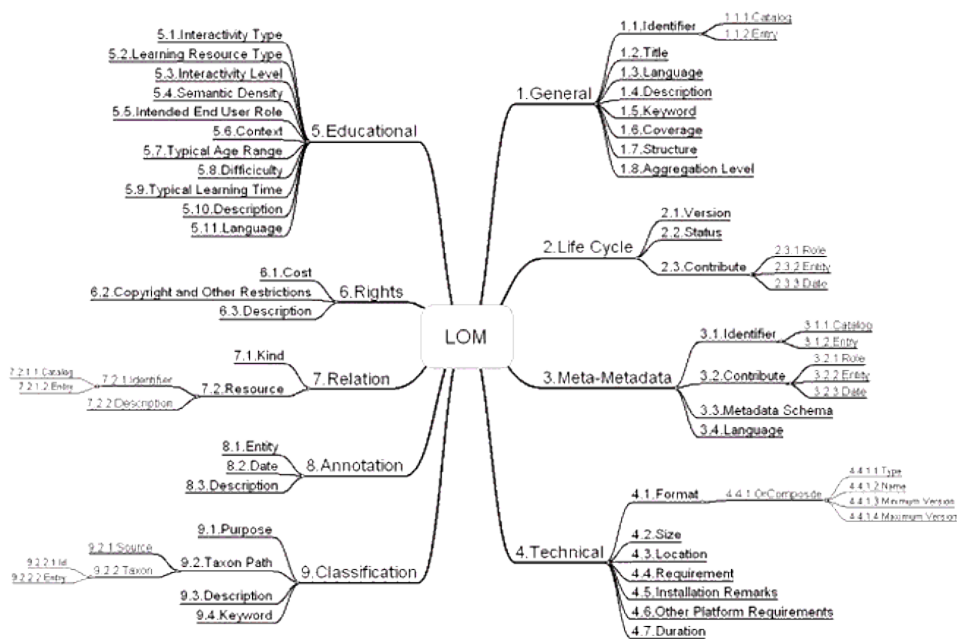 LOM
1.General
1.1.Identifier
1.1.1.Catalog
1.1.2.Entry
1.2.Title
1.3.Language
1.4.Description
1.5.Keyword
1.6.Coverage
1.7.Structure
1.8.Aggregation Level
2.Life Cycle
2.1.Version
2.2.Status
2.3.Contribute
2.3.1 Role
2.3.2 Entity
2.3.3 Date
3.Meta-Metadata
3.1.Identifier
3.1.1 Catalog
3.1.2 Entry
3.2.Contribute
3.2.1 Role
3.2.2 Entity
3.2.3 Date
3.3.Metadata Schema
3.4.Language
4.Technical
4.1.Format
4.4.1 OrComposite
4.4.1.1 Type
4.4.1.2 Name
4.4.1.3 Minimum Version
4.4.1.4 Maximum Version
4.2.Size
4.3.Location
4.4.Requirement
4.5.Installation Remarks
4.6.Other Platform Requirements
4.7.Duration
5.Educational
5.1.Interactivity Type
5.2.Learning Resource Type
5.3.Interactivity Level
5.4.Semantic Density
5.5.Intended End User Role
5.6.Context
5.7.Typical Age Range
5.8.Difficiculty
5.9.Typical Learning Time
5.10.Description
5.11.Language
6.Rights
6.1.Cost
6.2.Copyright and Other Restrictions
6.3.Description
7.Relation
7.1.Kind
7.2.Resource
7.2.1 Identifier
7.2.1.1 Catalog
7.2.1.2 Entry
7.2.2 Description
8.Annotation
8.1.Entity
8.2.Date
8.3.Description
9.Classification
9.1.Purpose
9.2.Taxon Path
9.2.1 Source
9.2.2 Taxon
9.2.2.1 Id
9.2.2.2 Entry
9.3.Description
9.4.Keyword